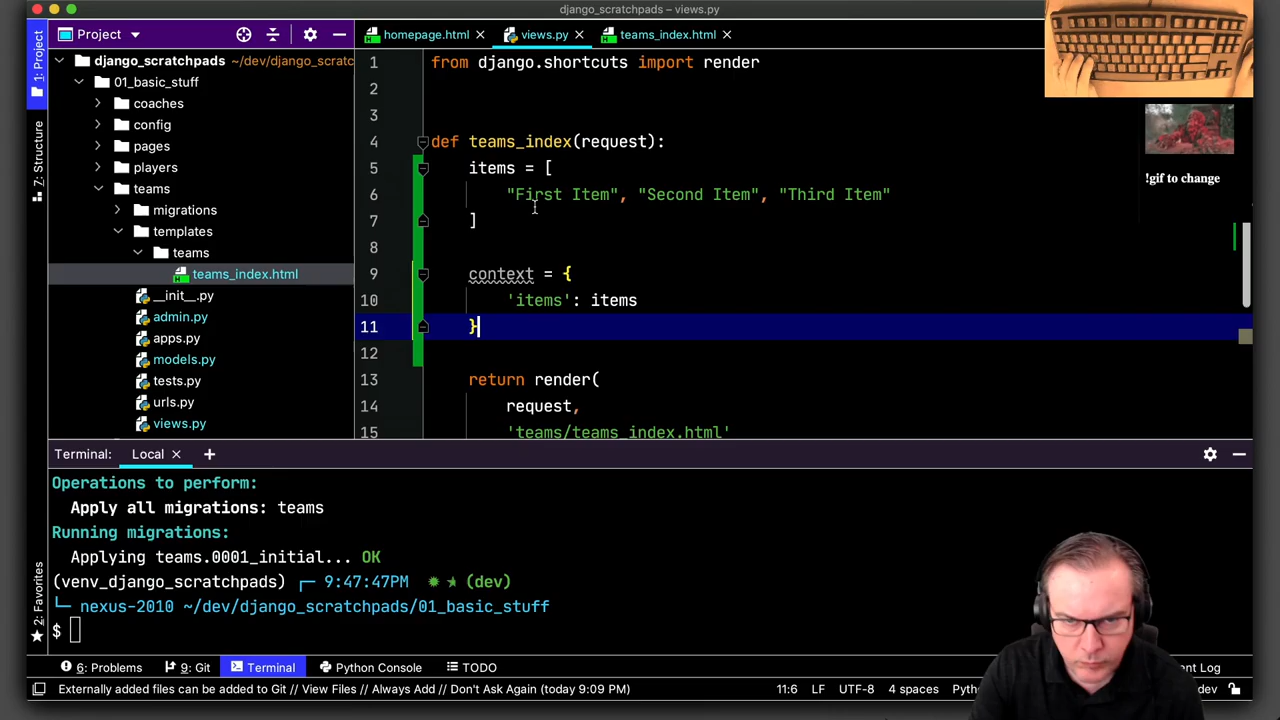 django_scratchpads – views.py
Project
homepage.html
views.py
teams_index.html
1: Project
7: Structure
2: Favorites
django_scratchpads ~/dev/django_scratc
01_basic_stuff
coaches
config
pages
players
teams
migrations
templates
teams
teams_index.html
__init__.py
admin.py
apps.py
models.py
tests.py
urls.py
views.py
1 from django.shortcuts import render
2
3
4 def teams_index(request):
5 items = [
6 "First Item", "Second Item", "Third Item"
7 ]
8
9 context = {
10 'items': items
11 }
12
13 return render(
14 request,
15 'teams/teams_index.html'
!gif to change
Terminal: Local
Operations to perform:
Apply all migrations: teams
Running migrations:
Applying teams.0001_initial... OK
(venv_django_scratchpads) 9:47:47PM (dev)
nexus-2010 ~/dev/django_scratchpads/01_basic_stuff
$
6: Problems 9: Git Terminal Python Console TODO nt Log
Externally added files can be added to Git // View Files // Always Add // Don't Ask Again (today 9:09 PM) 11:6 LF UTF-8 4 spaces Pyth dev